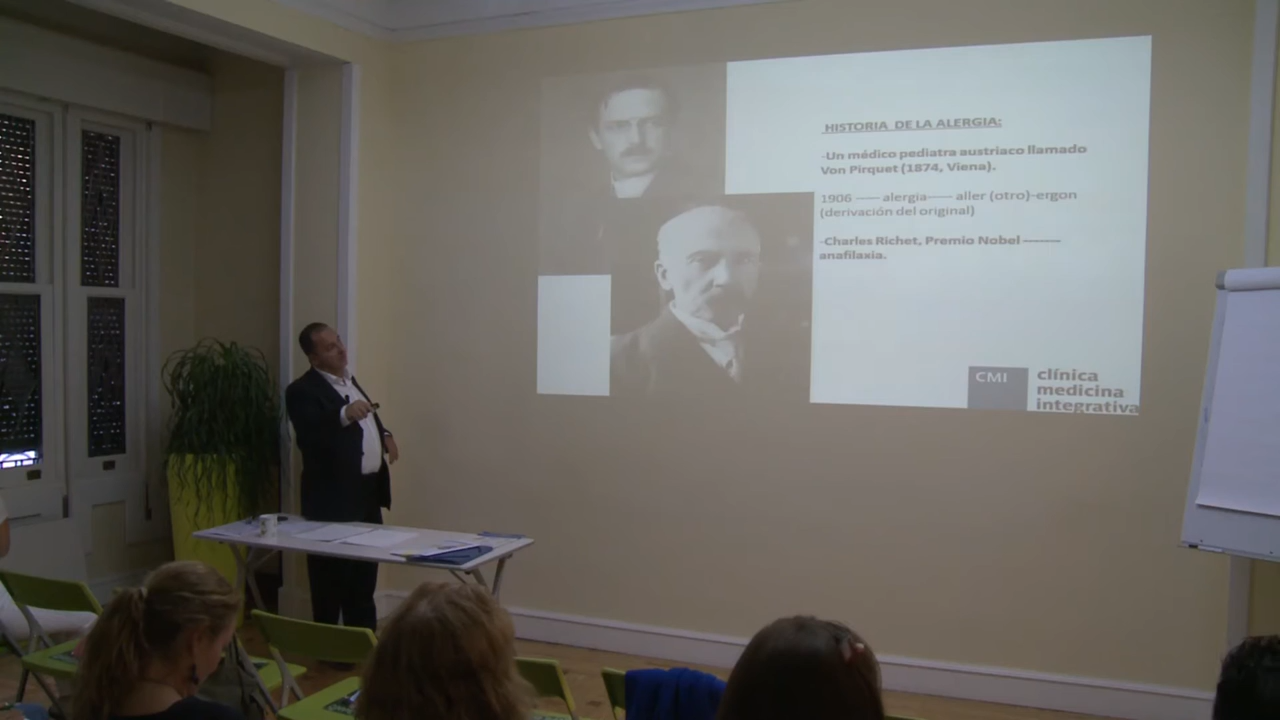 HISTORIA DE LA ALERGIA:
-Un médico pediatra austriaco llamado
Von Pirquet (1874, Viena).
1906 ---- alergia---- aller (otro)-ergon
(derivación del original)
-Charles Richet, Premio Nobel ------
anafilaxia.
CMI
clínica
medicina
integrativa